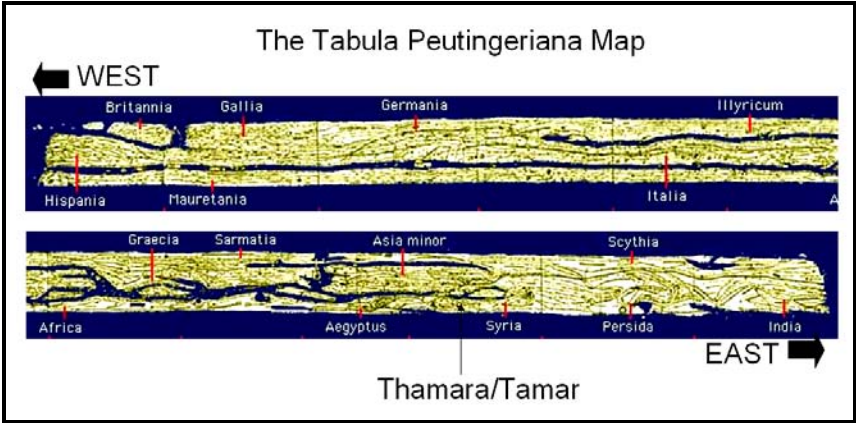 The Tabula Peutingeriana Map
WEST
Britannia Gallia Germania Illyricum
Hispania Mauretania Italia A
Graecia Sarmatia Asia minor Scythia
Africa Aegyptus Syria Persida India
EAST
Thamara/Tamar